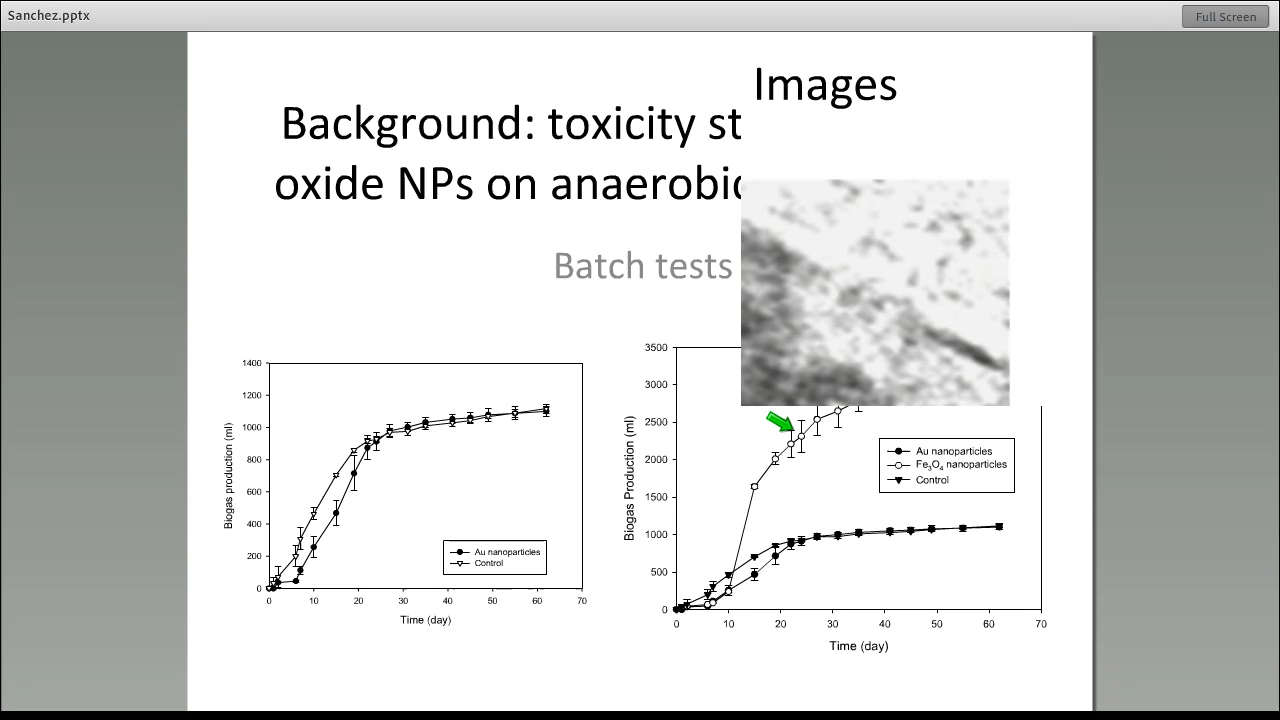 Sanchez.pptx
Full Screen
Images
Background: toxicity st
oxide NPs on anaerobic
Batch tests
1400
1200
1000
800
600
400
200
0
Biogas production (ml)
0 10 20 30 40 50 60 70
Time (day)
Au nanoparticles
Control
3500
3000
2500
2000
1500
1000
500
0
Biogas Production (ml)
0 10 20 30 40 50 60 70
Time (day)
Au nanoparticles
Fe3O4 nanoparticles
Control